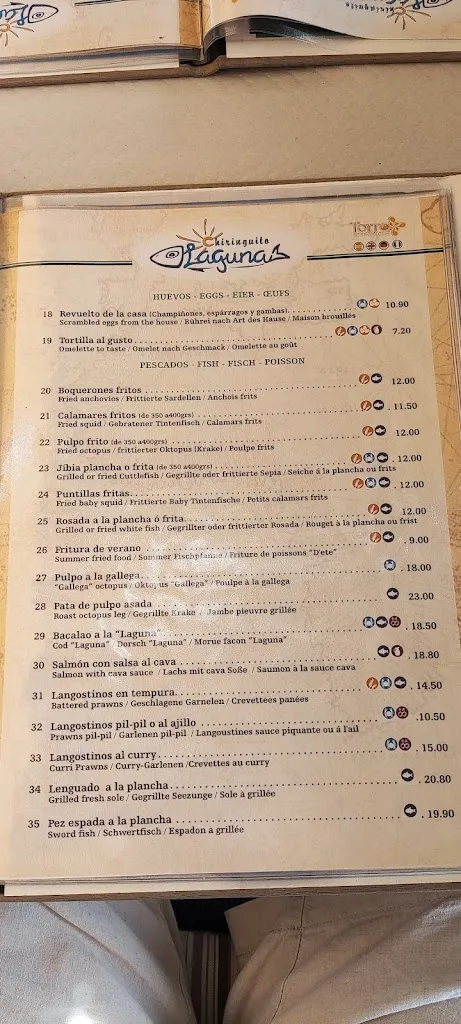 Chiringuito
Chiringuito
Laguna
Torrox
HUEVOS - EGGS - EIER - ŒUFS
18 Revuelto de la casa (Champiñones, espárragos y gambas). 10.90
Scrambled eggs from the house / Rührei nach Art des Hause / Maison brouillés
19 Tortilla al gusto 7.20
Omelette to taste / Omelet nach Geschmack / Omelette au goût
PESCADOS - FISH - FISCH - POISSON
20 Boquerones fritos 12.00
Fried anchovies / Frittierte Sardellen / Anchois frits
21 Calamares fritos (de 350 a400grs) 11.50
Fried squid / Gebratener Tintenfisch / Calamars frits
22 Pulpo frito (de 350 a400grs) 12.00
Fried octopus / frittierter Oktopus (Krake) / Poulpe frits
23 Jibia plancha o frita (de 350 a400grs) 12.00
Grilled or fried Cuttlefish / Gegrillte oder frittierte Sepia / Seiche á la plancha ou frits
24 Puntillas fritas 12.00
Fried baby squid / Frittierte Baby Tintenfische / Petits calamars frits
25 Rosada a la plancha ó frita 12.00
Grilled or fried white fish / Gegrillter oder frittierter Rosada / Rouget à la plancha ou frist
26 Fritura de verano 9.00
Summer fried food / Sommer Fischpfanne / Friture de poissons "D'ete"
27 Pulpo a la gallega 18.00
"Gallega" octopus / Oktopus "Gallega" / Poulpe à la gallega
28 Pata de pulpo asada 23.00
Roast octopus leg / Gegrillte Krake / Jambe pieuvre grillée
29 Bacalao a la "Laguna" 18.50
Cod "Laguna" / Dorsch "Laguna" / Morue facom "Laguna"
30 Salmón con salsa al cava 18.80
Salmon with cava sauce / Lachs mit cava Soße / Saumon à la sauce cava
31 Langostinos en tempura 14.50
Battered prawns / Geschlagene Garnelen / Crevettees panées
32 Langostinos pil-pil o al ajillo 10.50
Prawns pil-pil / Garlenen pil-pil / Langoustines sauce piquante ou á l'ail
33 Langostinos al curry 15.00
Curri Prawns / Curry-Garlenen /Crevettes au curry
34 Lenguado a la plancha 20.80
Grilled fresh sole / Gegrillte Seezunge / Sole à grillée
35 Pez espada a la plancha 19.90
Sword fish / Schwertfisch / Espadon à grillée